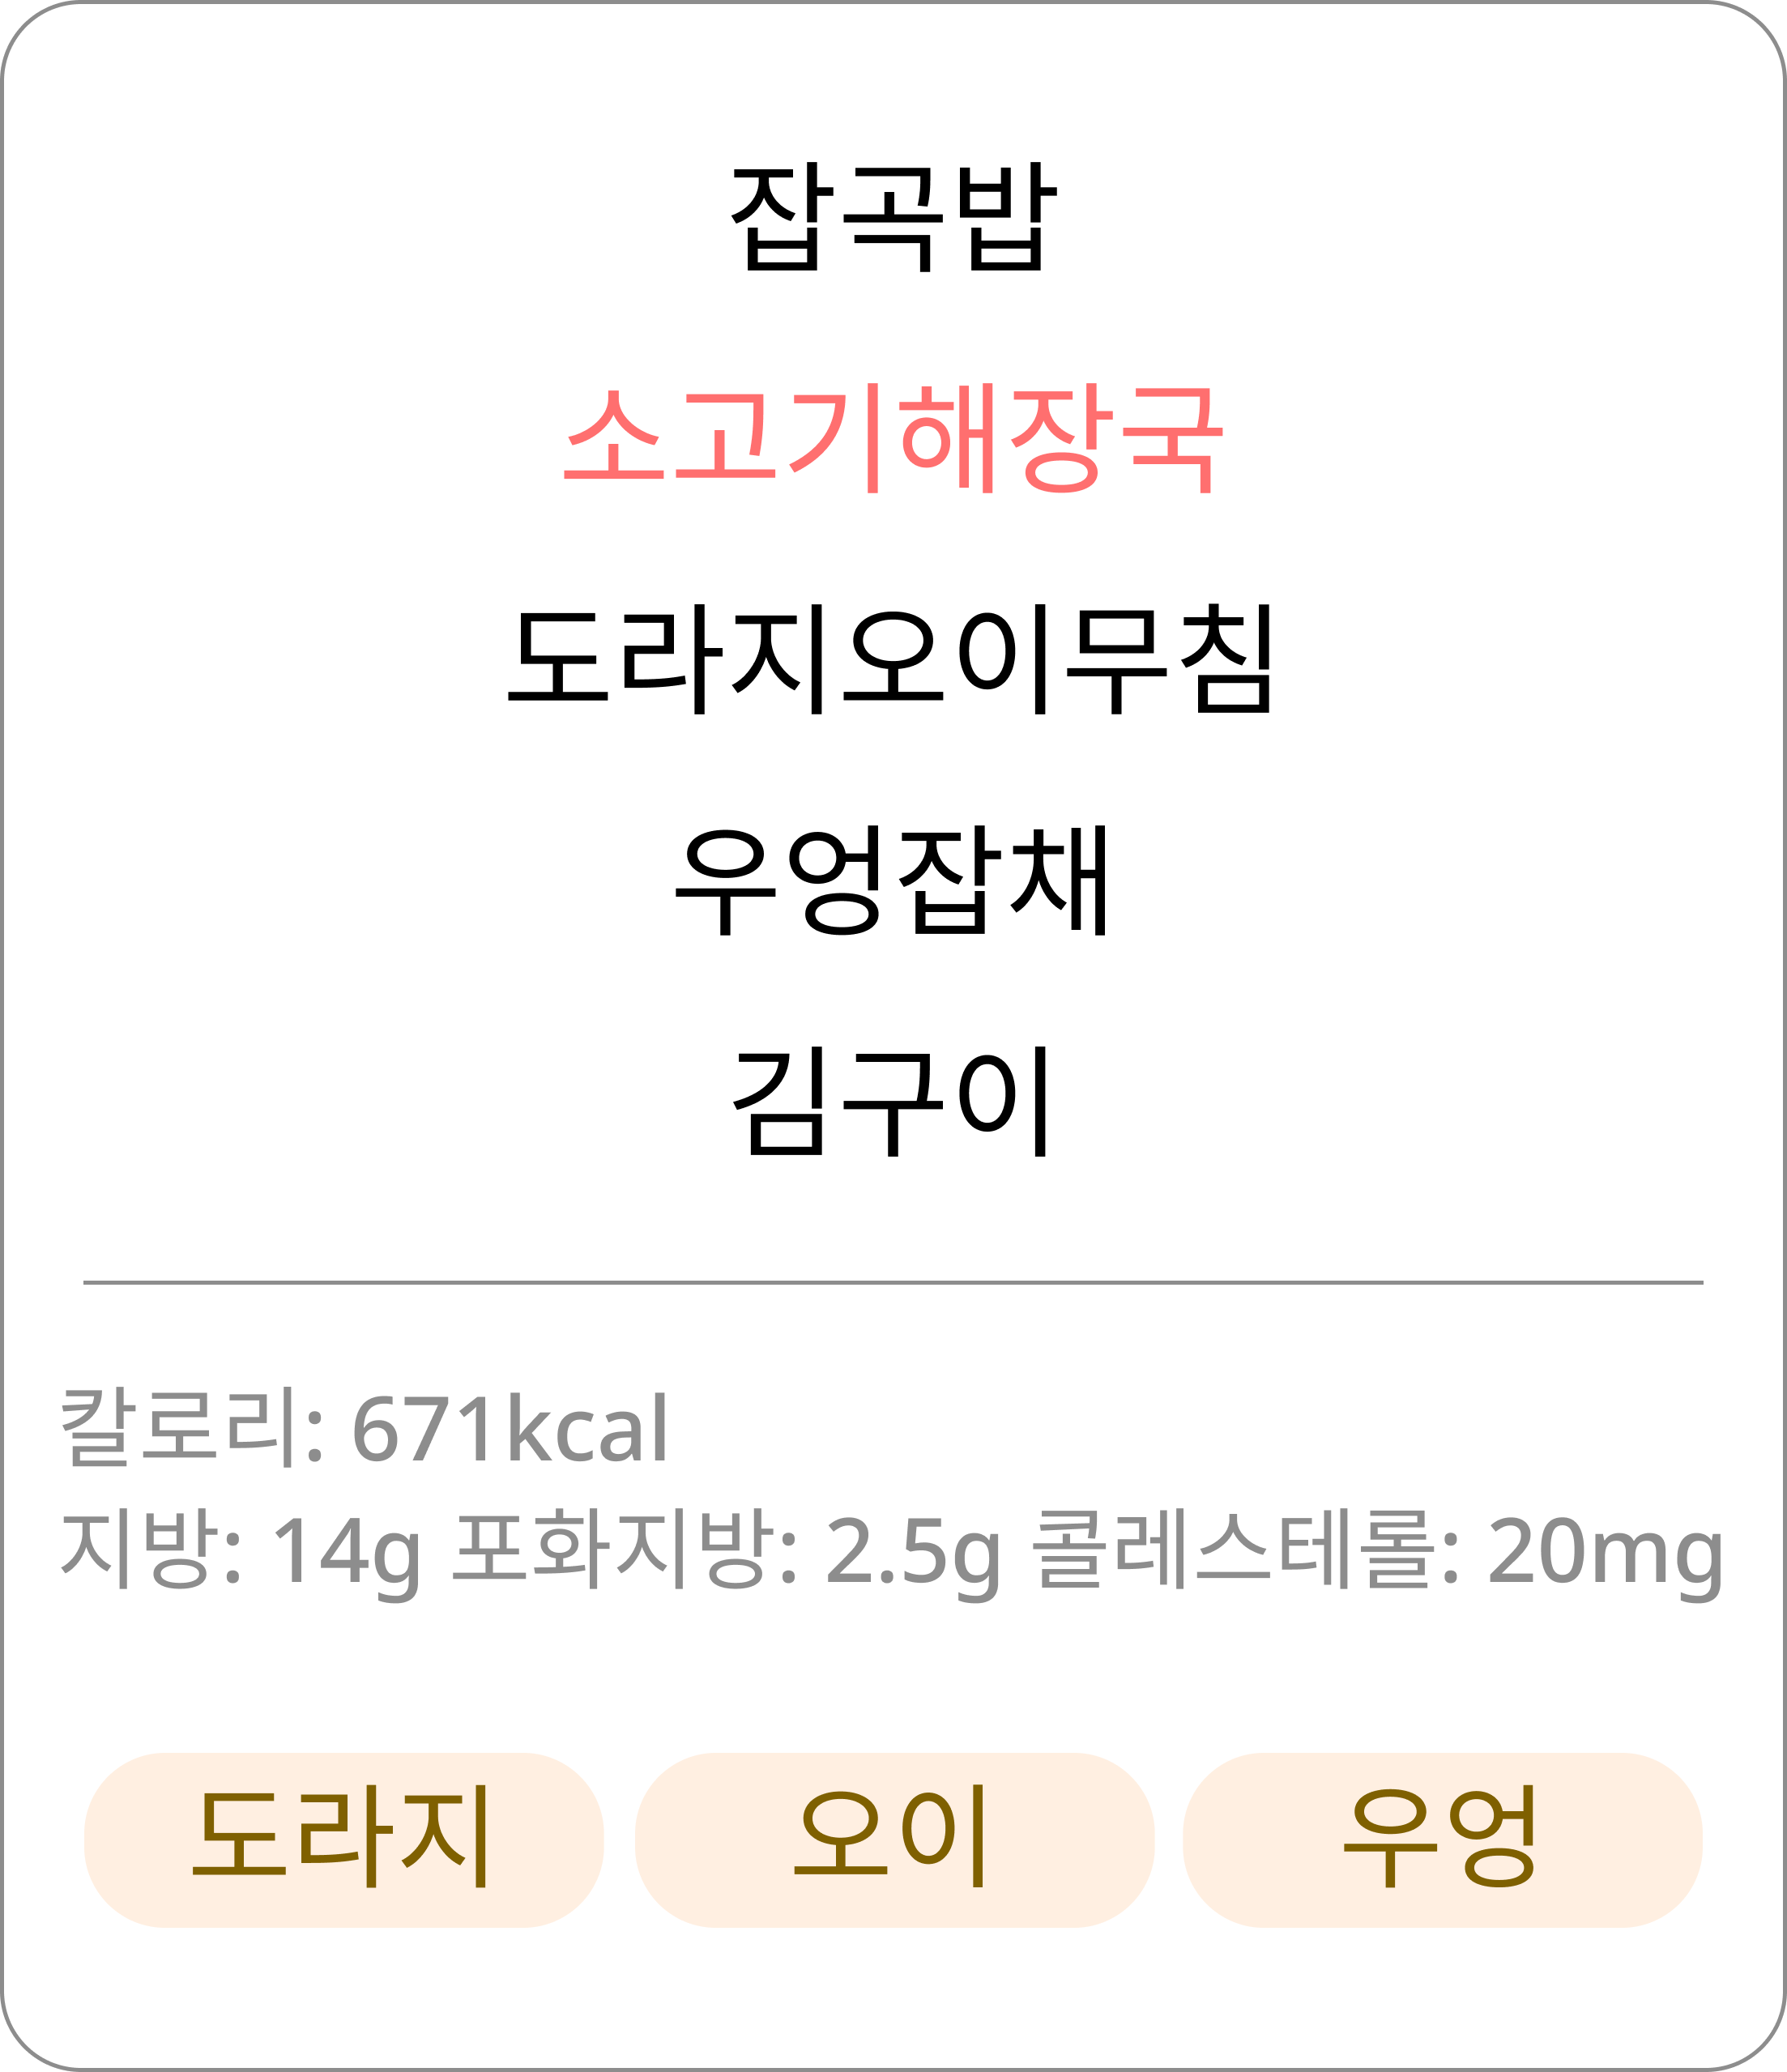 잡곡밥
소고기해장국
도라지오이무침
우엉잡채
김구이
칼로리: 671kcal
지방: 14g 포화지방: 2.5g 콜레스테롤: 20mg
도라지 오이 우엉